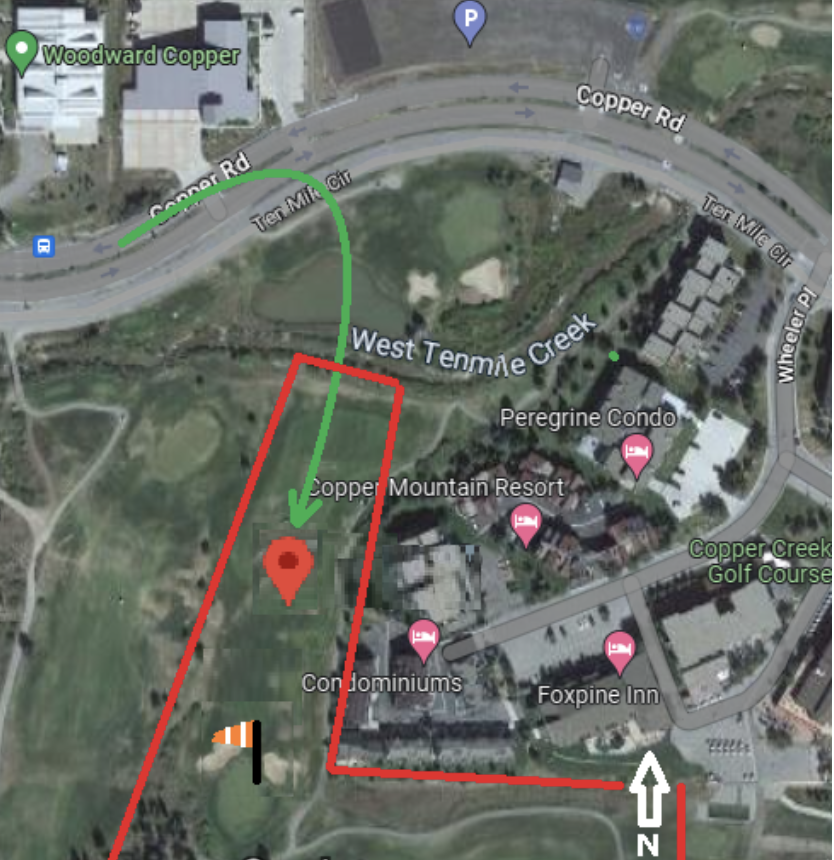 P
Woodward Copper
Copper Rd
Copper Rd
Ten Mile Cir
Ten Mile Cir
Wheeler Pl
West Tenmile Creek
Peregrine Condo
Copper Mountain Resort
Copper Creek
Golf Course
Condominiums
Foxpine Inn
N